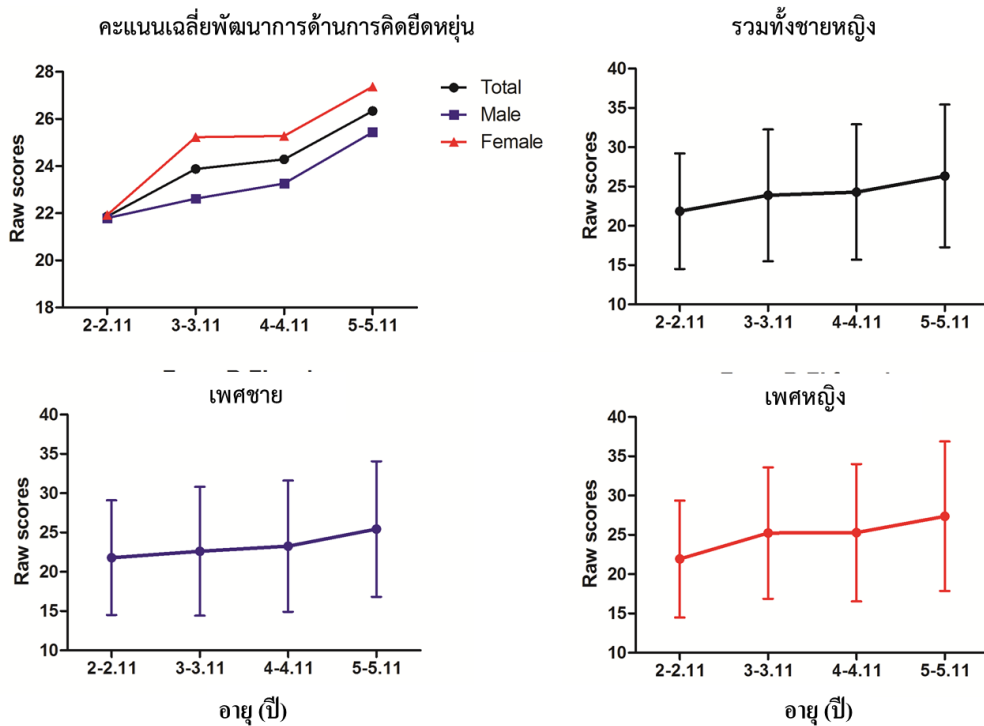 คะแนนเฉลี่ยพัฒนาการด้านการคิดยืดหยุ่น
28
26
24
22
20
18
Raw scores
2-2.11 3-3.11 4-4.11 5-5.11
Total
Male
Female
รวมทั้งชายหญิง
40
35
30
25
20
15
10
Raw scores
2-2.11 3-3.11 4-4.11 5-5.11
เพศชาย
40
35
30
25
20
15
10
Raw scores
2-2.11 3-3.11 4-4.11 5-5.11
อายุ (ปี)
เพศหญิง
40
35
30
25
20
15
10
Raw scores
2-2.11 3-3.11 4-4.11 5-5.11
อายุ (ปี)